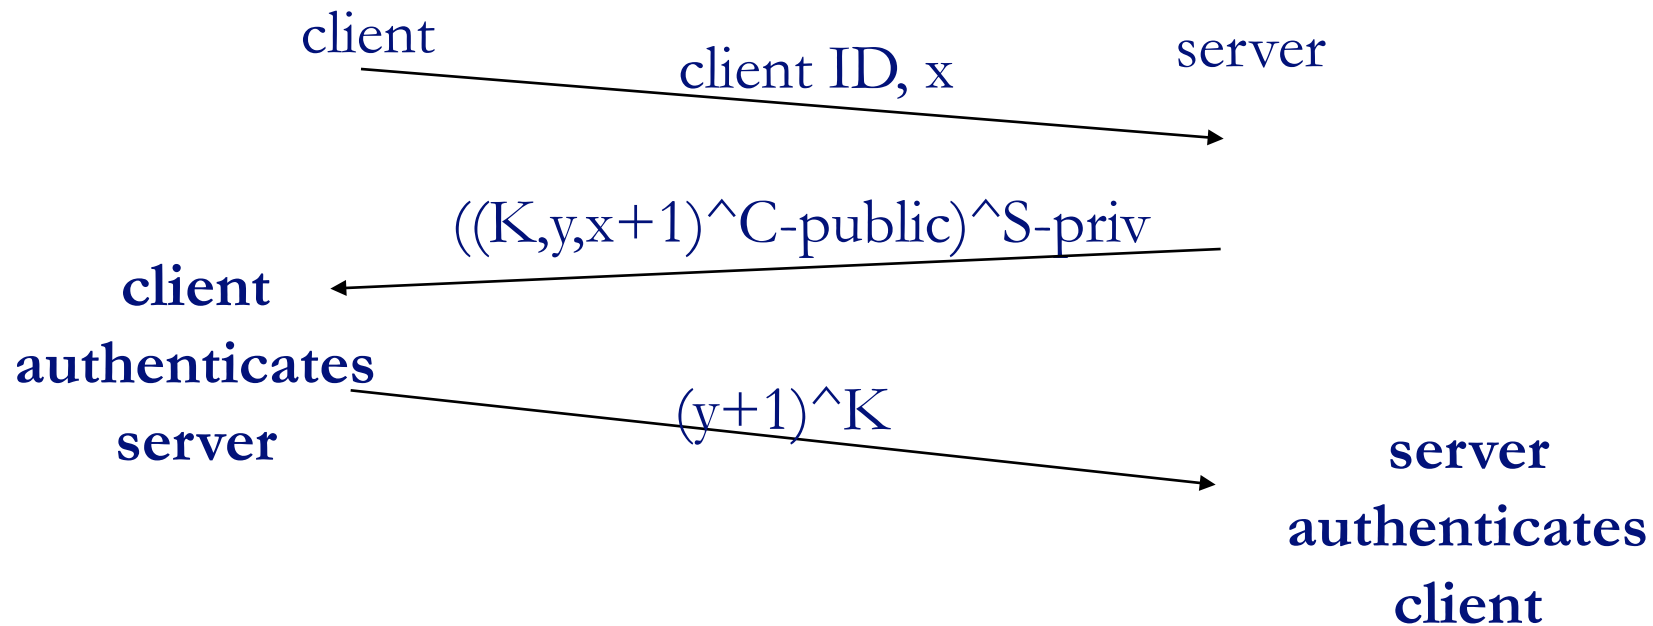 client
server
client ID, x
((K,y,x+1)^C-public)^S-priv
client
authenticates
server
(y+1)^K
server
authenticates
client